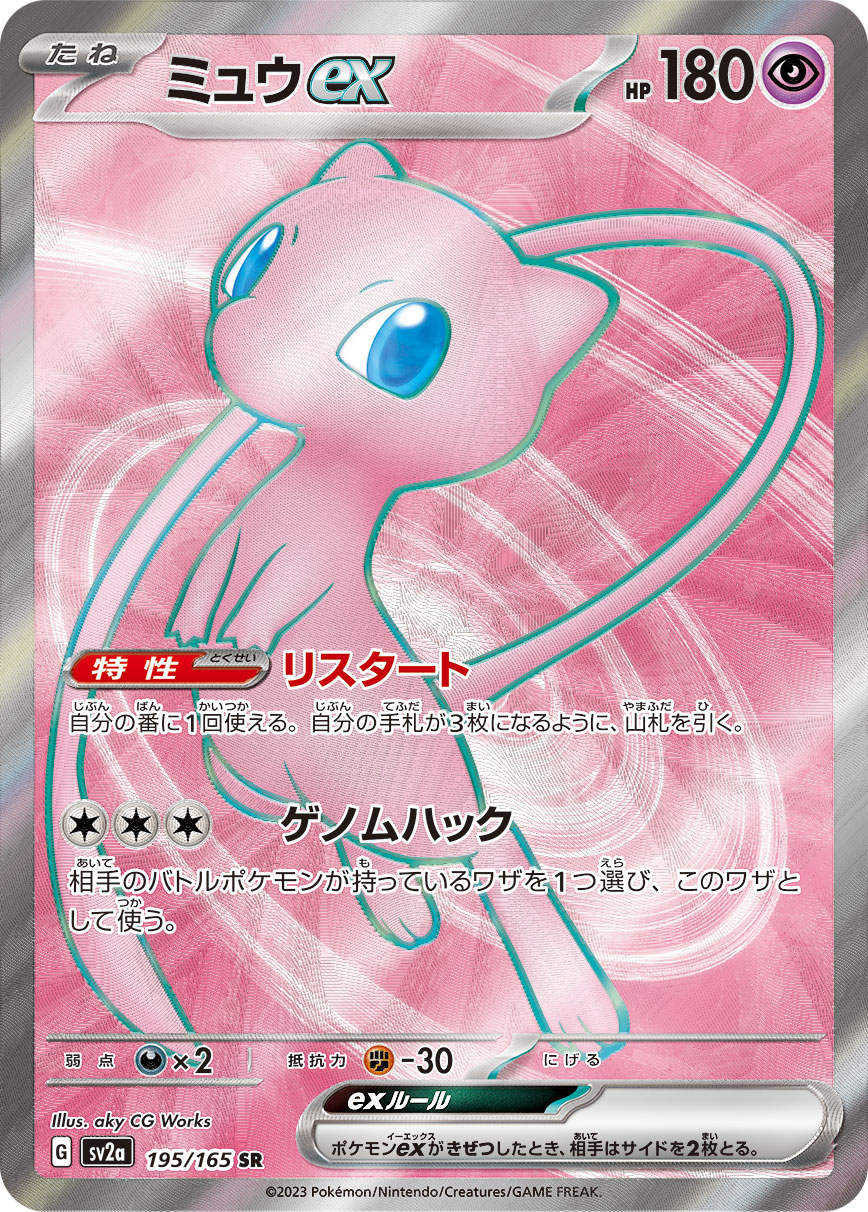 たね
ミュウex
HP 180
特性 とくせい リスタート
じぶん ばん かいつか じぶん てふだ まい やまふだ ひ
自分の番に1回使える。自分の手札が3枚になるように、山札を引く。
ゲノムハック
あいて も えら
相手のバトルポケモンが持っているワザを1つ選び、このワザと
つか
して使う。
弱点 ×2 抵抗力 -30 にげる
exルール
イーエックス あいて まい
ポケモンexがきぜつしたとき、相手はサイドを2枚とる。
Illus. aky CG Works
G sv2a 195/165 SR
©2023 Pokémon/Nintendo/Creatures/GAME FREAK.